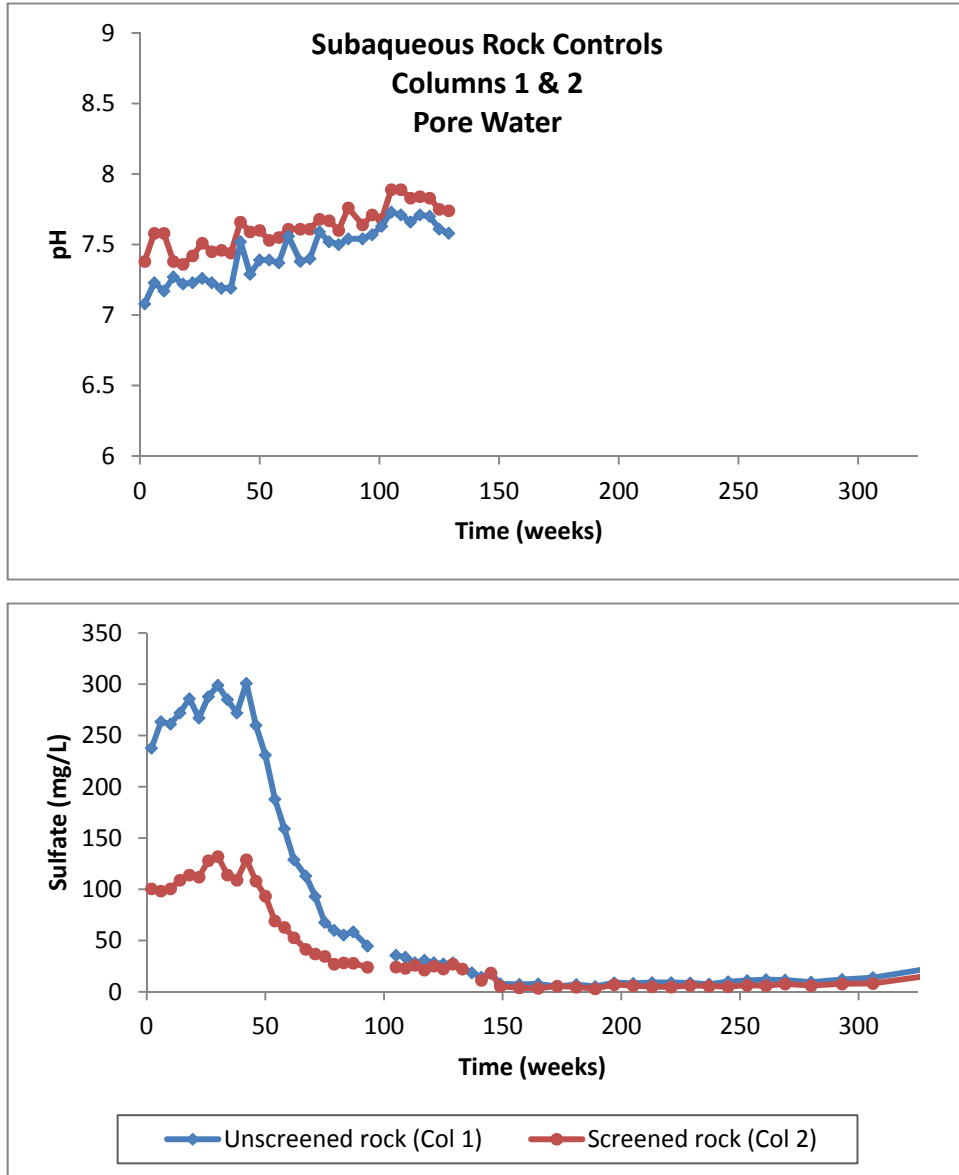 Subaqueous Rock Controls
Columns 1 & 2
Pore Water
9
8.5
8
7.5
7
6.5
6
pH
0 50 100 150 200 250 300
Time (weeks)
350
300
250
200
150
100
50
0
Sulfate (mg/L)
0 50 100 150 200 250 300
Time (weeks)
Unscreened rock (Col 1) Screened rock (Col 2)